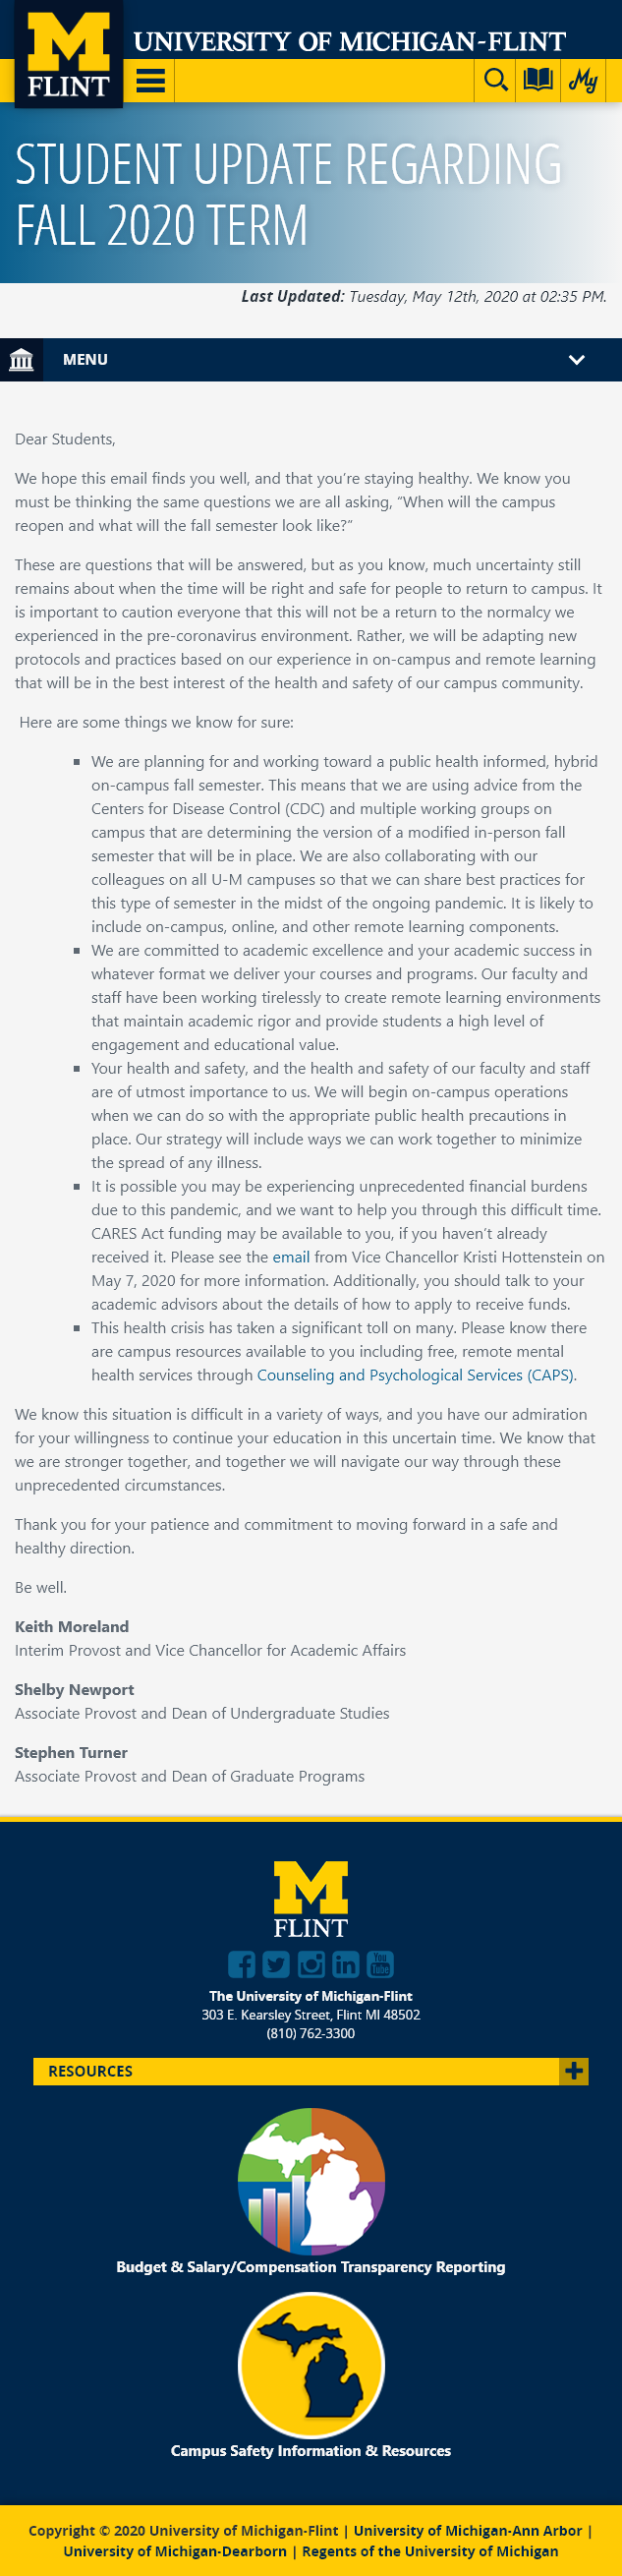 M
FLINT
UNIVERSITY OF MICHIGAN-FLINT
My
STUDENT UPDATE REGARDING
FALL 2020 TERM
Last Updated: Tuesday, May 12th, 2020 at 02:35 PM.
MENU
Dear Students,
We hope this email finds you well, and that you’re staying healthy. We know you
must be thinking the same questions we are all asking, “When will the campus
reopen and what will the fall semester look like?”
These are questions that will be answered, but as you know, much uncertainty still
remains about when the time will be right and safe for people to return to campus. It
is important to caution everyone that this will not be a return to the normalcy we
experienced in the pre-coronavirus environment. Rather, we will be adapting new
protocols and practices based on our experience in on-campus and remote learning
that will be in the best interest of the health and safety of our campus community.
Here are some things we know for sure:
We are planning for and working toward a public health informed, hybrid
on-campus fall semester. This means that we are using advice from the
Centers for Disease Control (CDC) and multiple working groups on
campus that are determining the version of a modified in-person fall
semester that will be in place. We are also collaborating with our
colleagues on all U-M campuses so that we can share best practices for
this type of semester in the midst of the ongoing pandemic. It is likely to
include on-campus, online, and other remote learning components.
We are committed to academic excellence and your academic success in
whatever format we deliver your courses and programs. Our faculty and
staff have been working tirelessly to create remote learning environments
that maintain academic rigor and provide students a high level of
engagement and educational value.
Your health and safety, and the health and safety of our faculty and staff
are of utmost importance to us. We will begin on-campus operations
when we can do so with the appropriate public health precautions in
place. Our strategy will include ways we can work together to minimize
the spread of any illness.
It is possible you may be experiencing unprecedented financial burdens
due to this pandemic, and we want to help you through this difficult time.
CARES Act funding may be available to you, if you haven’t already
received it. Please see the email from Vice Chancellor Kristi Hottenstein on
May 7, 2020 for more information. Additionally, you should talk to your
academic advisors about the details of how to apply to receive funds.
This health crisis has taken a significant toll on many. Please know there
are campus resources available to you including free, remote mental
health services through Counseling and Psychological Services (CAPS).
We know this situation is difficult in a variety of ways, and you have our admiration
for your willingness to continue your education in this uncertain time. We know that
we are stronger together, and together we will navigate our way through these
unprecedented circumstances.
Thank you for your patience and commitment to moving forward in a safe and
healthy direction.
Be well.
Keith Moreland
Interim Provost and Vice Chancellor for Academic Affairs
Shelby Newport
Associate Provost and Dean of Undergraduate Studies
Stephen Turner
Associate Provost and Dean of Graduate Programs
M
FLINT
You
Tube
The University of Michigan-Flint
303 E. Kearsley Street, Flint MI 48502
(810) 762-3300
RESOURCES
Budget & Salary/Compensation Transparency Reporting
Campus Safety Information & Resources
Copyright © 2020 University of Michigan-Flint | University of Michigan-Ann Arbor |
University of Michigan-Dearborn | Regents of the University of Michigan